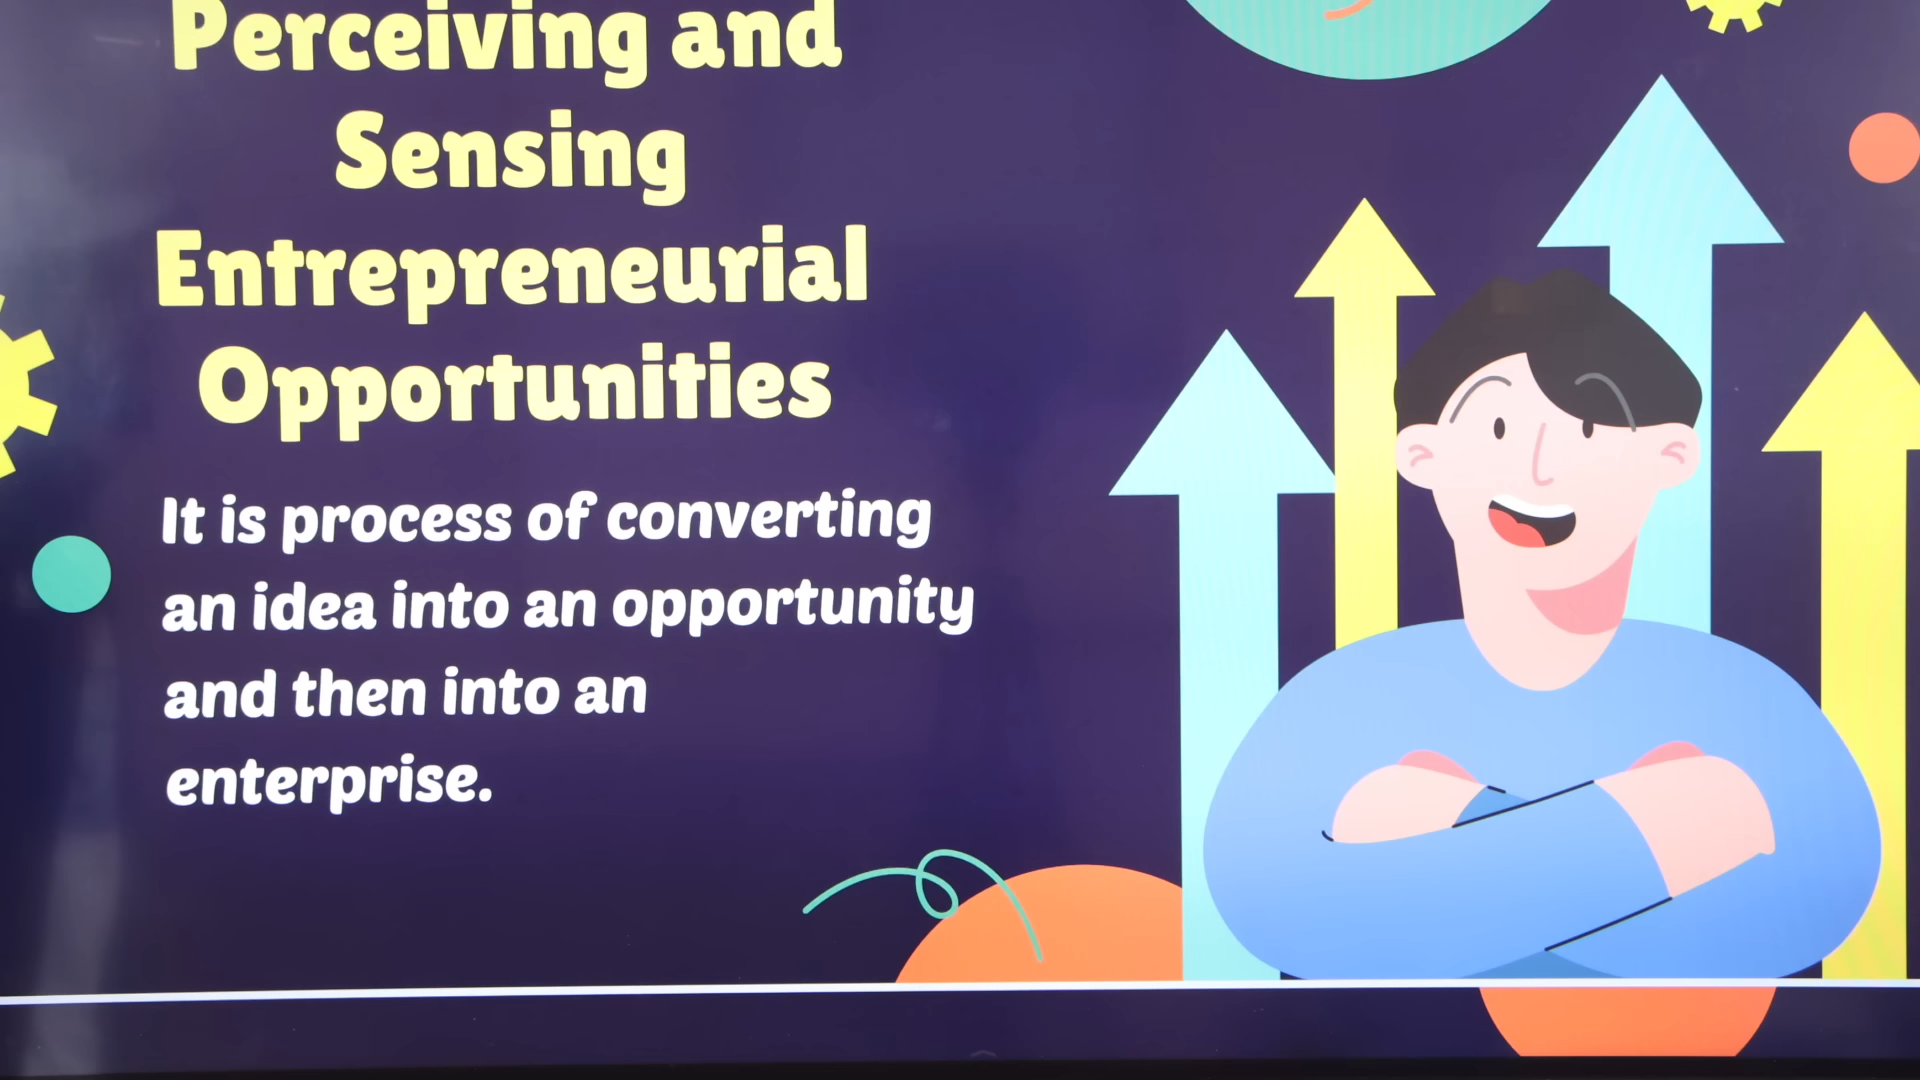 Perceiving and
Sensing
Entrepreneurial
Opportunities
It is process of converting
an idea into an opportunity
and then into an
enterprise.